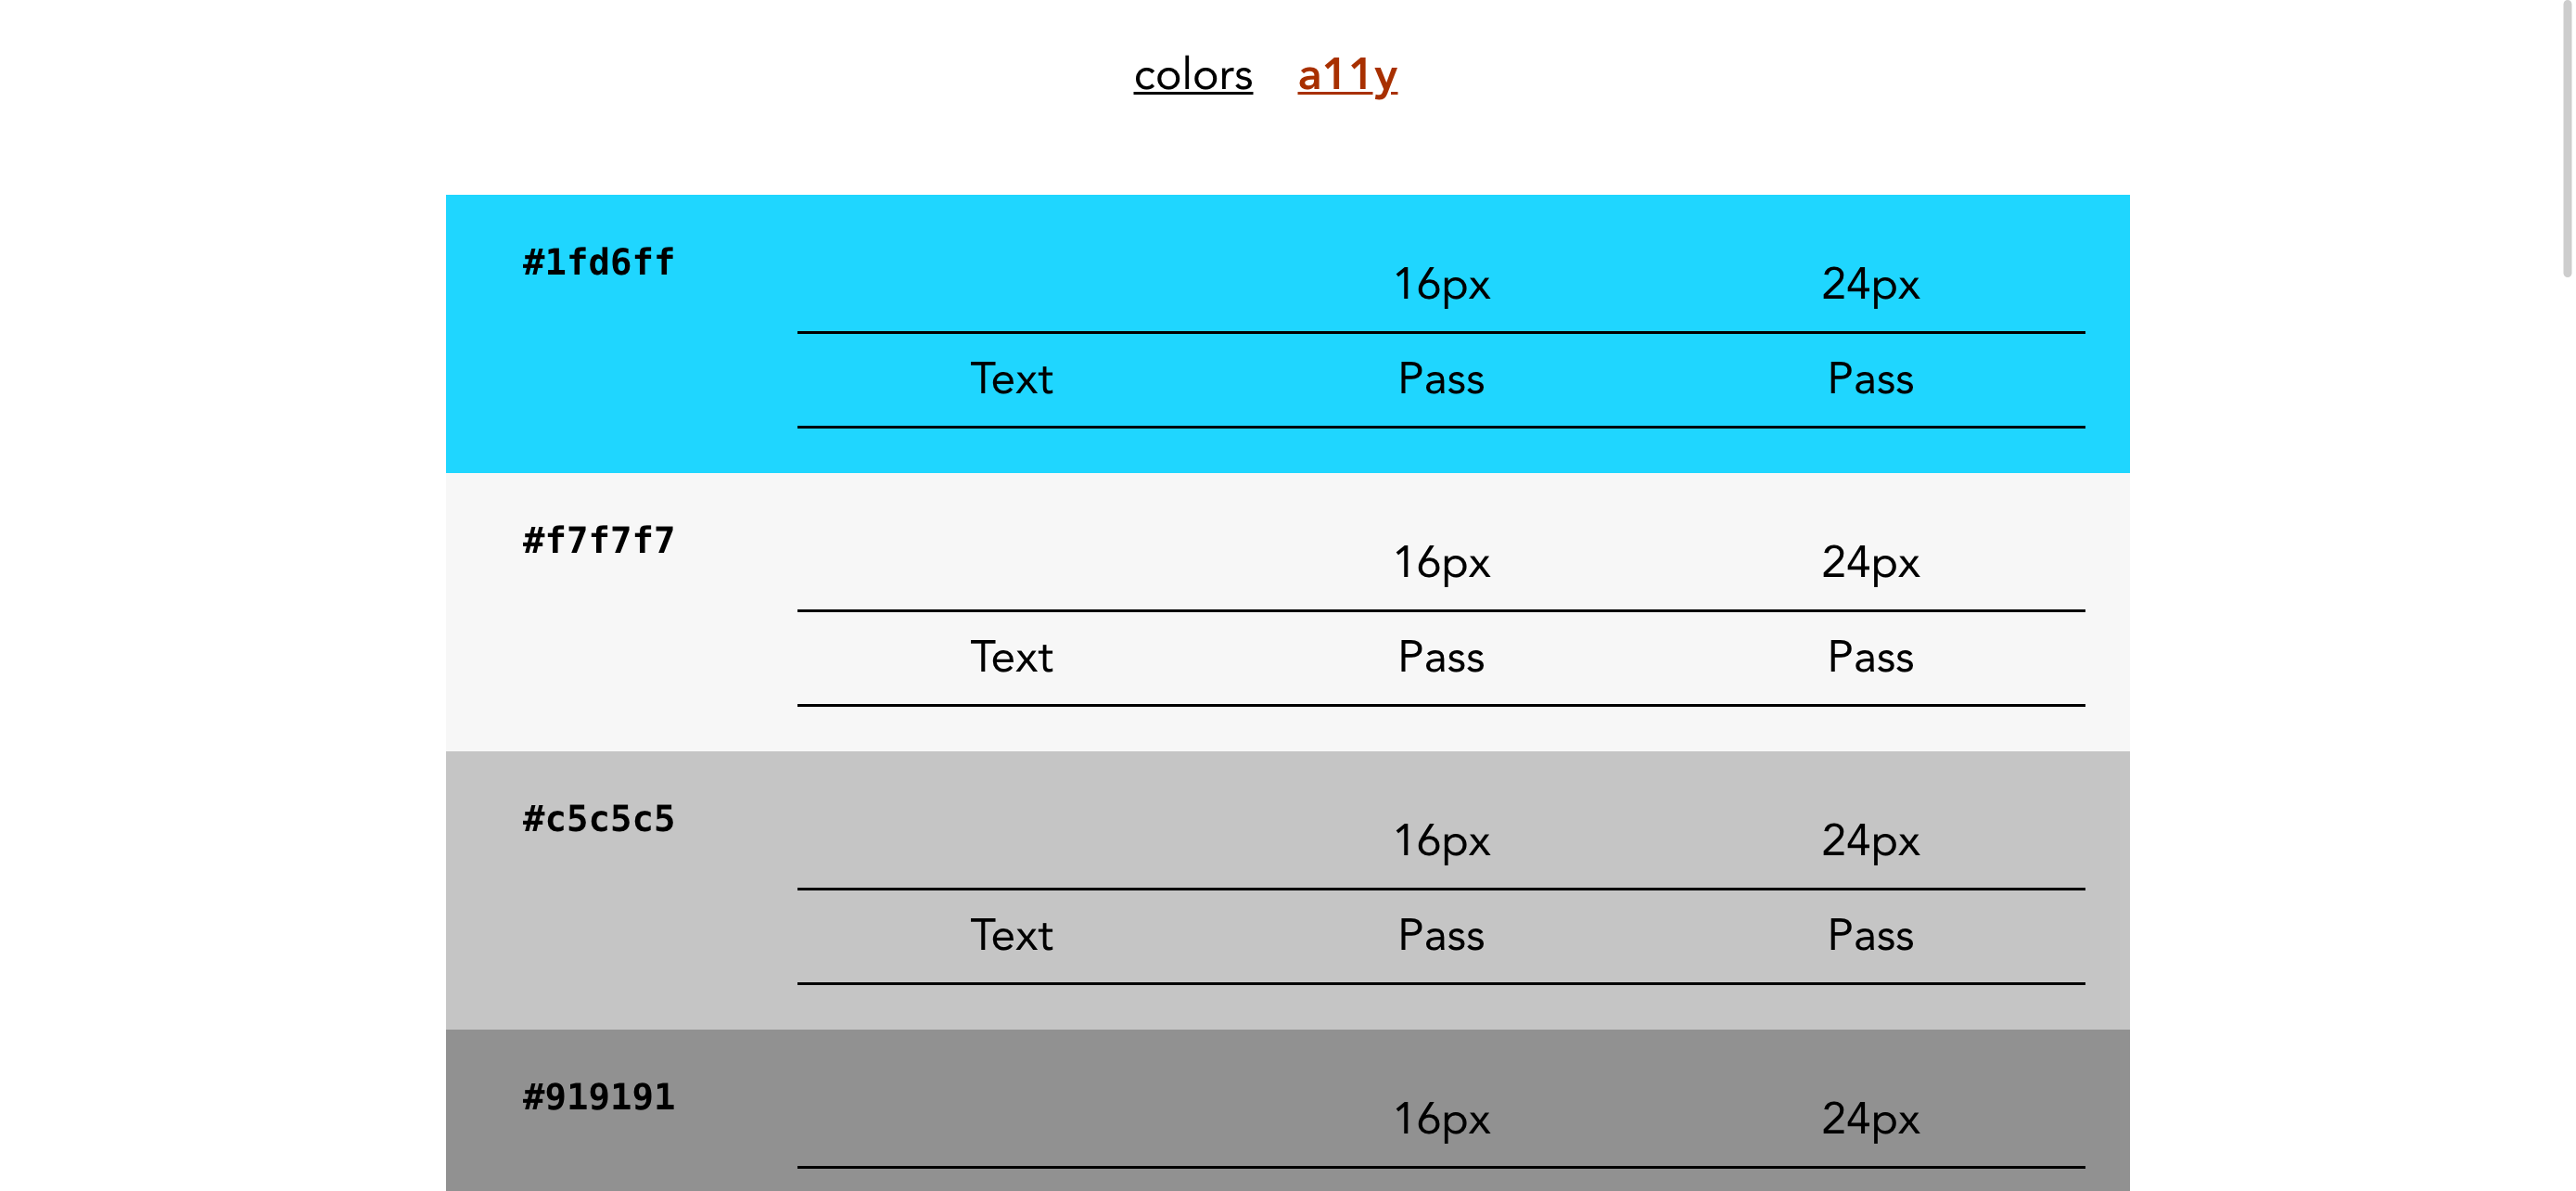 colors a11y
#1fd6ff
16px 24px
Text Pass Pass
#f7f7f7
16px 24px
Text Pass Pass
#c5c5c5
16px 24px
Text Pass Pass
#919191
16px 24px